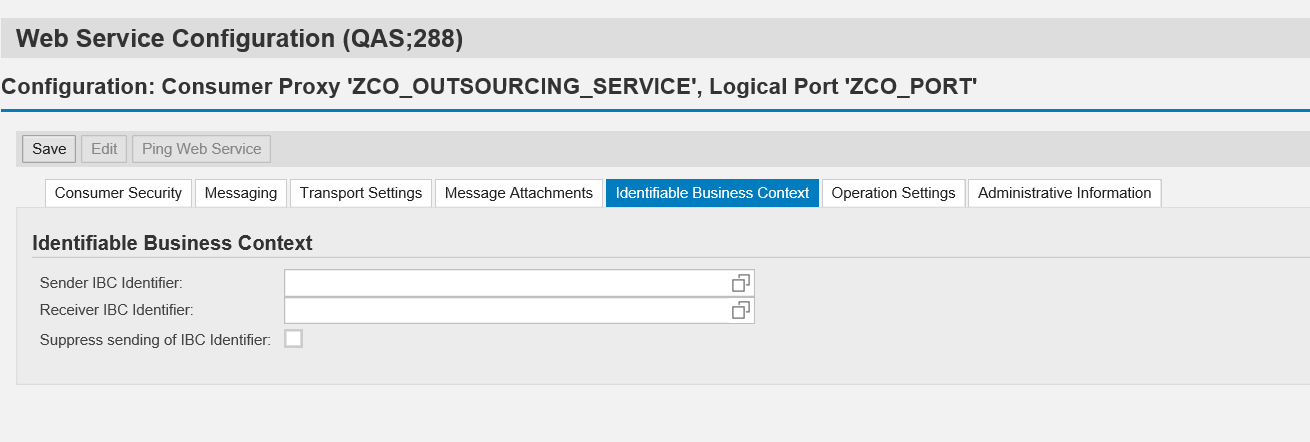 Web Service Configuration (QAS;288)
Configuration: Consumer Proxy 'ZCO_OUTSOURCING_SERVICE', Logical Port 'ZCO_PORT'
Save Edit Ping Web Service
Consumer Security Messaging Transport Settings Message Attachments Identifiable Business Context Operation Settings Administrative Information
Identifiable Business Context
Sender IBC Identifier:
Receiver IBC Identifier:
Suppress sending of IBC Identifier: